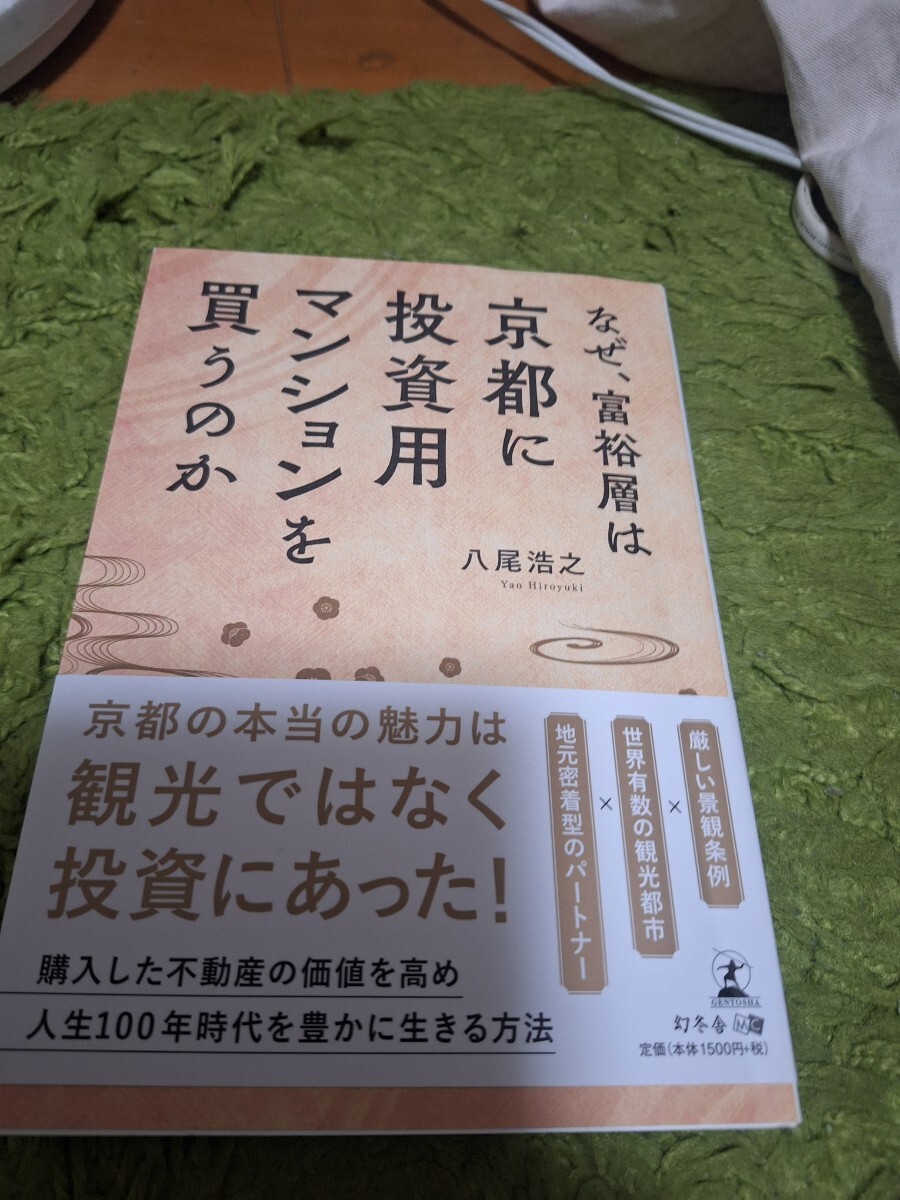 なぜ、富裕層は
京都に
投資用
マンションを
買うのか
八尾浩之
Yao Hiroyuki
京都の本当の魅力は
観光ではなく
投資にあった！
厳しい景観条例
×
世界有数の観光都市
×
地元密着型のパートナー
購入した不動産の価値を高め
人生100年時代を豊かに生きる方法
GENTOSHA
幻冬舎 MC
定価（本体1500円+税）